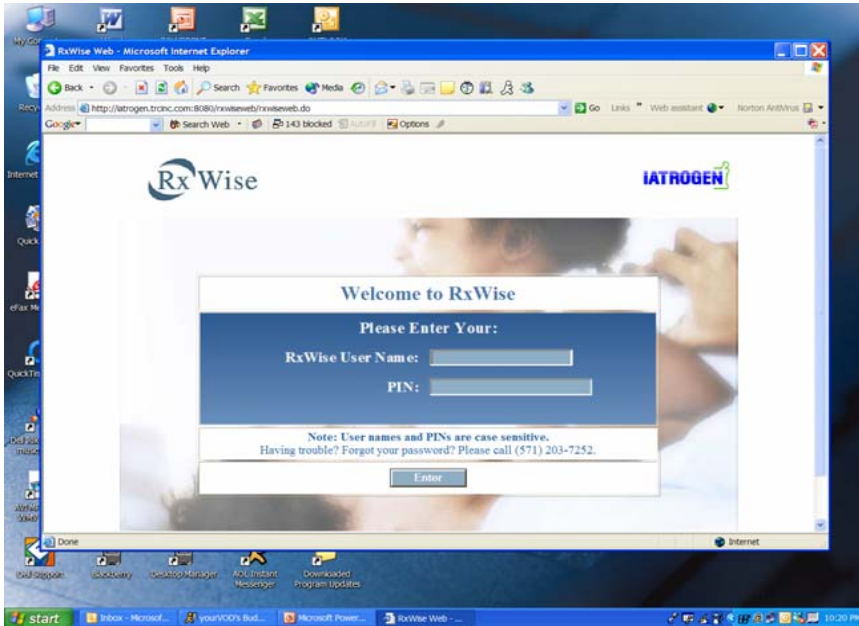 RxWise Web - Microsoft Internet Explorer
File Edit View Favorites Tools Help
Back Search Favorites Media
Address http://iatrogen.trcinc.com:8080/rxwiseweb/rxwiseweb.do Go Links Web assistant Norton AntiVirus
Google Search Web 143 blocked AutoFill Options
Rx Wise
IATROGEN
Welcome to RxWise
Please Enter Your:
RxWise User Name:
PIN:
Note: User names and PINs are case sensitive.
Having trouble? Forgot your password? Please call (571) 203-7252.
Enter
Done Internet
Desktop Manager AOL Instant Messenger Downloaded Program Updates
start Inbox - Microsof... yourVOD's Bud... Microsoft Power... RxWise Web - ... 10:20 PM